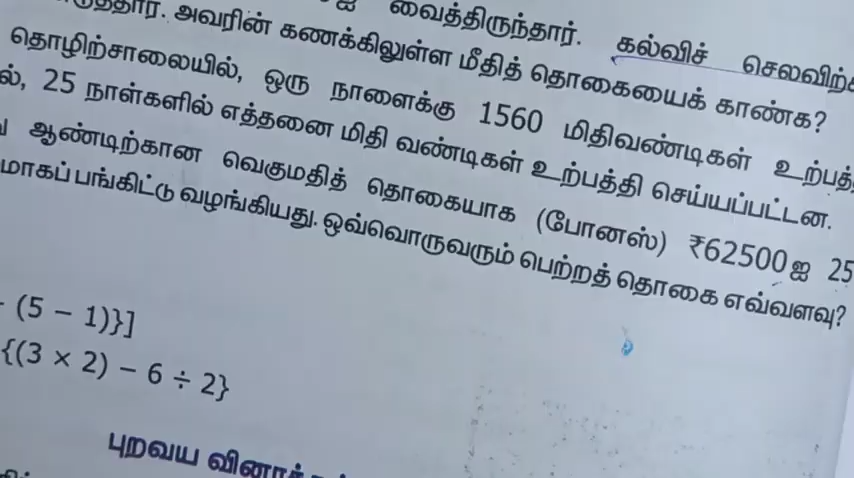 வைத்திருந்தார். கல்விச் செலவிற்க
அவரின் கணக்கிலுள்ள மீதித் தொகையைக் காண்க?
தொழிற்சாலையில், ஒரு நாளைக்கு 1560 மிதிவண்டிகள் உற்பத்
ல், 25 நாள்களில் எத்தனை மிதி வண்டிகள் உற்பத்தி செய்யப்பட்டன.
ஆண்டிற்கான வெகுமதித் தொகையாக (போனஸ்) ₹62500ஐ 25
மாகப் பங்கிட்டு வழங்கியது. ஒவ்வொருவரும் பெற்றத் தொகை எவ்வளவு?
(5 − 1)}]
{(3 × 2) − 6 ÷ 2}
புறவய